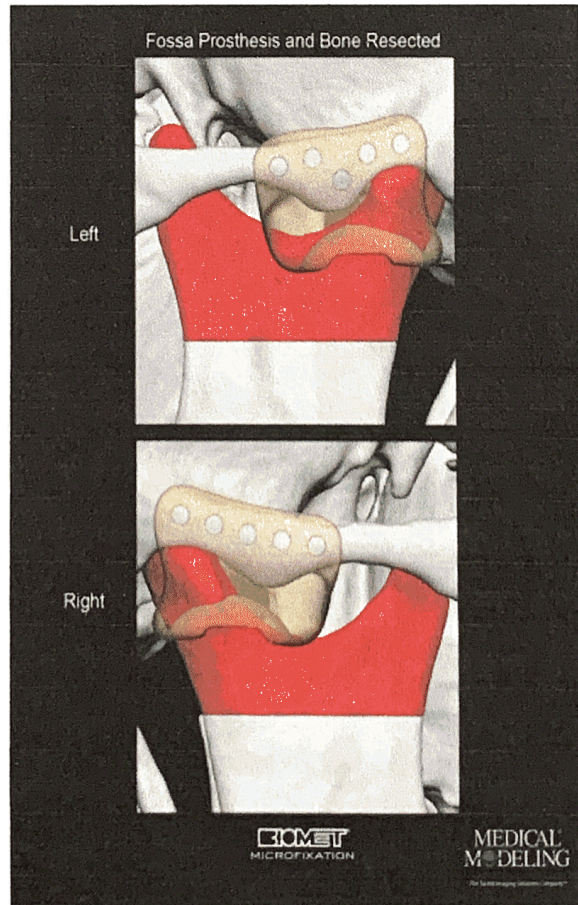 Fossa Prosthesis and Bone Resected
Left
Right
BIOMET
MICROFIXATION
MEDICAL
MODELING